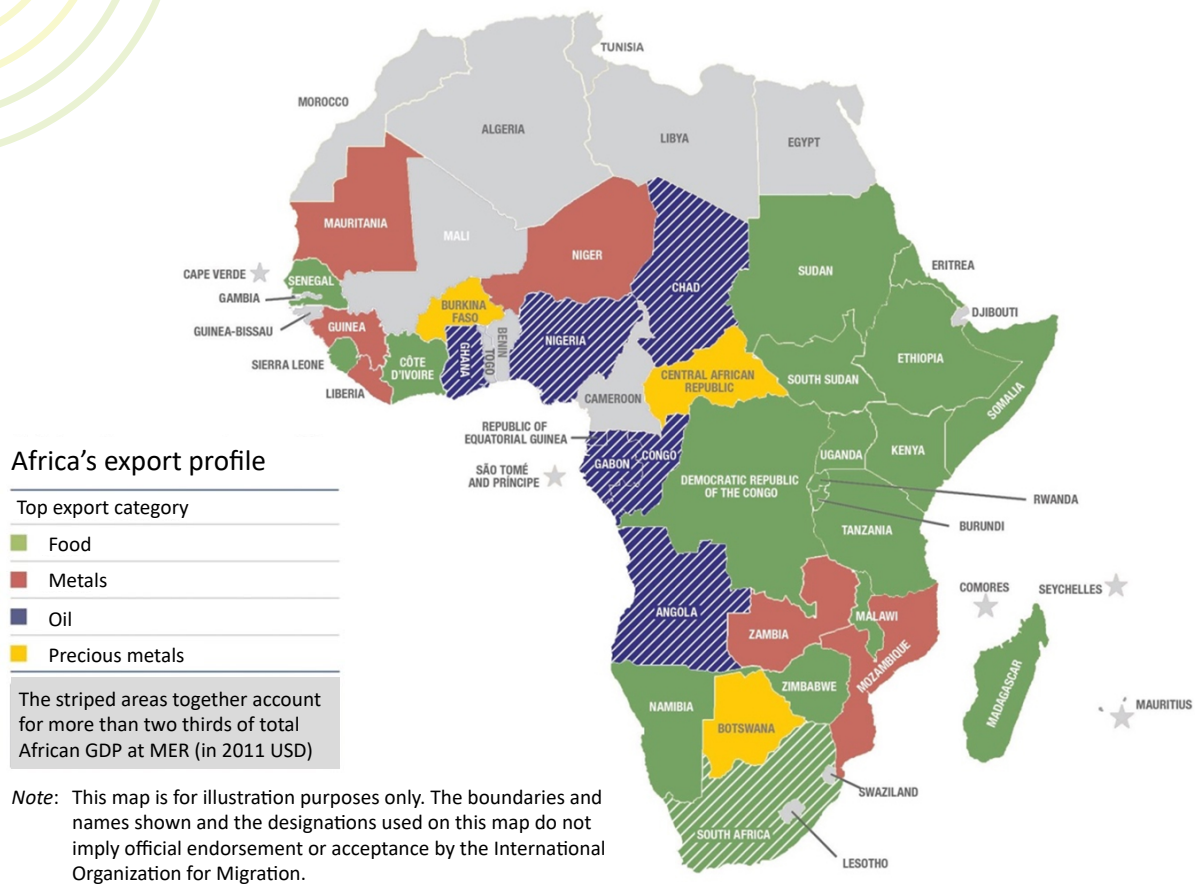 TUNISIA
MOROCCO
ALGERIA
LIBYA
EGYPT
MAURITANIA
MALI
NIGER
CHAD
SUDAN
ERITREA
CAPE VERDE
SENEGAL
GAMBIA
GUINEA-BISSAU
GUINEA
SIERRA LEONE
LIBERIA
CÔTE
D'IVOIRE
BURKINA
FASO
GHANA
TOGO
BENIN
NIGERIA
CAMEROON
CENTRAL AFRICAN
REPUBLIC
SOUTH SUDAN
ETHIOPIA
DJIBOUTI
SOMALIA
REPUBLIC OF
EQUATORIAL GUINEA
SÃO TOMÉ
AND PRÍNCIPE
GABON
CONGO
DEMOCRATIC REPUBLIC
OF THE CONGO
UGANDA
KENYA
RWANDA
BURUNDI
TANZANIA
COMORES
SEYCHELLES
ANGOLA
ZAMBIA
MALAWI
MOZAMBIQUE
ZIMBABWE
NAMIBIA
BOTSWANA
MADAGASCAR
MAURITIUS
SWAZILAND
SOUTH AFRICA
LESOTHO
Africa's export profile
Top export category
Food
Metals
Oil
Precious metals
The striped areas together account
for more than two thirds of total
African GDP at MER (in 2011 USD)
Note: This map is for illustration purposes only. The boundaries and
names shown and the designations used on this map do not
imply official endorsement or acceptance by the International
Organization for Migration.